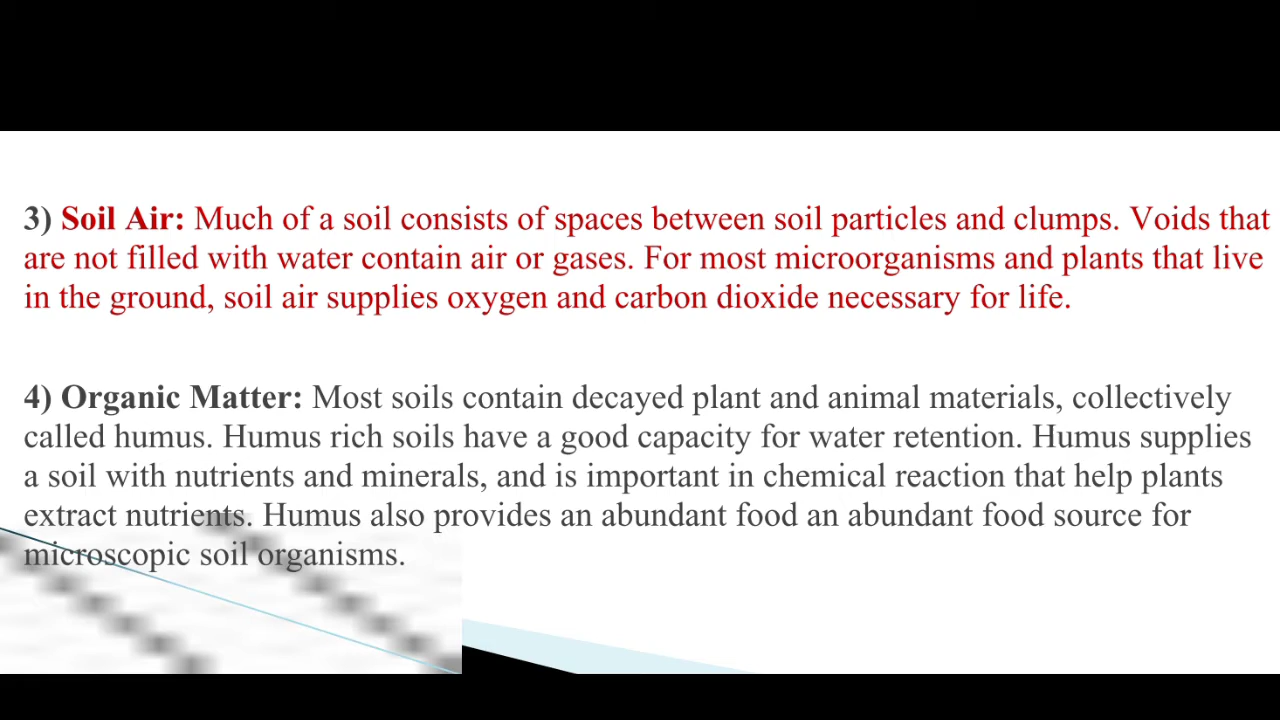 3) Soil Air: Much of a soil consists of spaces between soil particles and clumps. Voids that
are not filled with water contain air or gases. For most microorganisms and plants that live
in the ground, soil air supplies oxygen and carbon dioxide necessary for life.
4) Organic Matter: Most soils contain decayed plant and animal materials, collectively
called humus. Humus rich soils have a good capacity for water retention. Humus supplies
a soil with nutrients and minerals, and is important in chemical reaction that help plants
extract nutrients. Humus also provides an abundant food an abundant food source for
microscopic soil organisms.